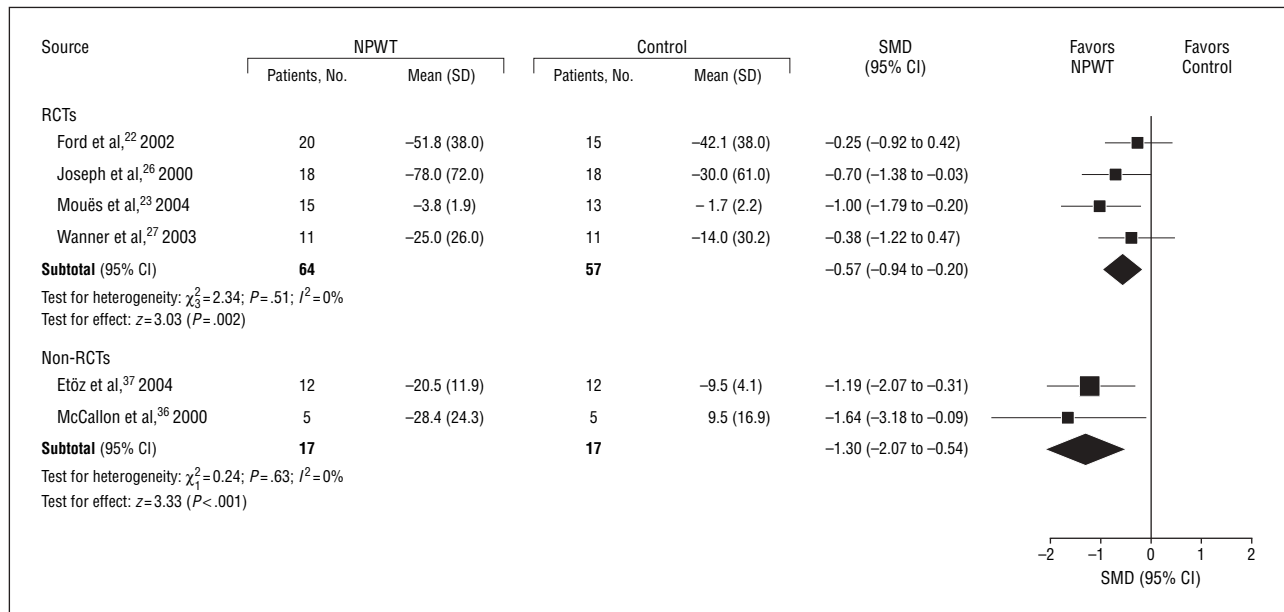 Source NPWT Control SMD (95% CI) Favors NPWT Favors Control
Patients, No. Mean (SD) Patients, No. Mean (SD)
RCTs
Ford et al,22 2002 20 –51.8 (38.0) 15 –42.1 (38.0) –0.25 (–0.92 to 0.42)
Joseph et al,26 2000 18 –78.0 (72.0) 18 –30.0 (61.0) –0.70 (–1.38 to –0.03)
Mouës et al,23 2004 15 –3.8 (1.9) 13 – 1.7 (2.2) –1.00 (–1.79 to –0.20)
Wanner et al,27 2003 11 –25.0 (26.0) 11 –14.0 (30.2) –0.38 (–1.22 to 0.47)
Subtotal (95% CI) 64 57 –0.57 (–0.94 to –0.20)
Test for heterogeneity: χ²₃=2.34; P=.51; I²=0%
Test for effect: z=3.03 (P=.002)
Non-RCTs
Etöz et al,37 2004 12 –20.5 (11.9) 12 –9.5 (4.1) –1.19 (–2.07 to –0.31)
McCallon et al,36 2000 5 –28.4 (24.3) 5 9.5 (16.9) –1.64 (–3.18 to –0.09)
Subtotal (95% CI) 17 17 –1.30 (–2.07 to –0.54)
Test for heterogeneity: χ²₁=0.24; P=.63; I²=0%
Test for effect: z=3.33 (P<.001)
–2 –1 0 1 2
SMD (95% CI)